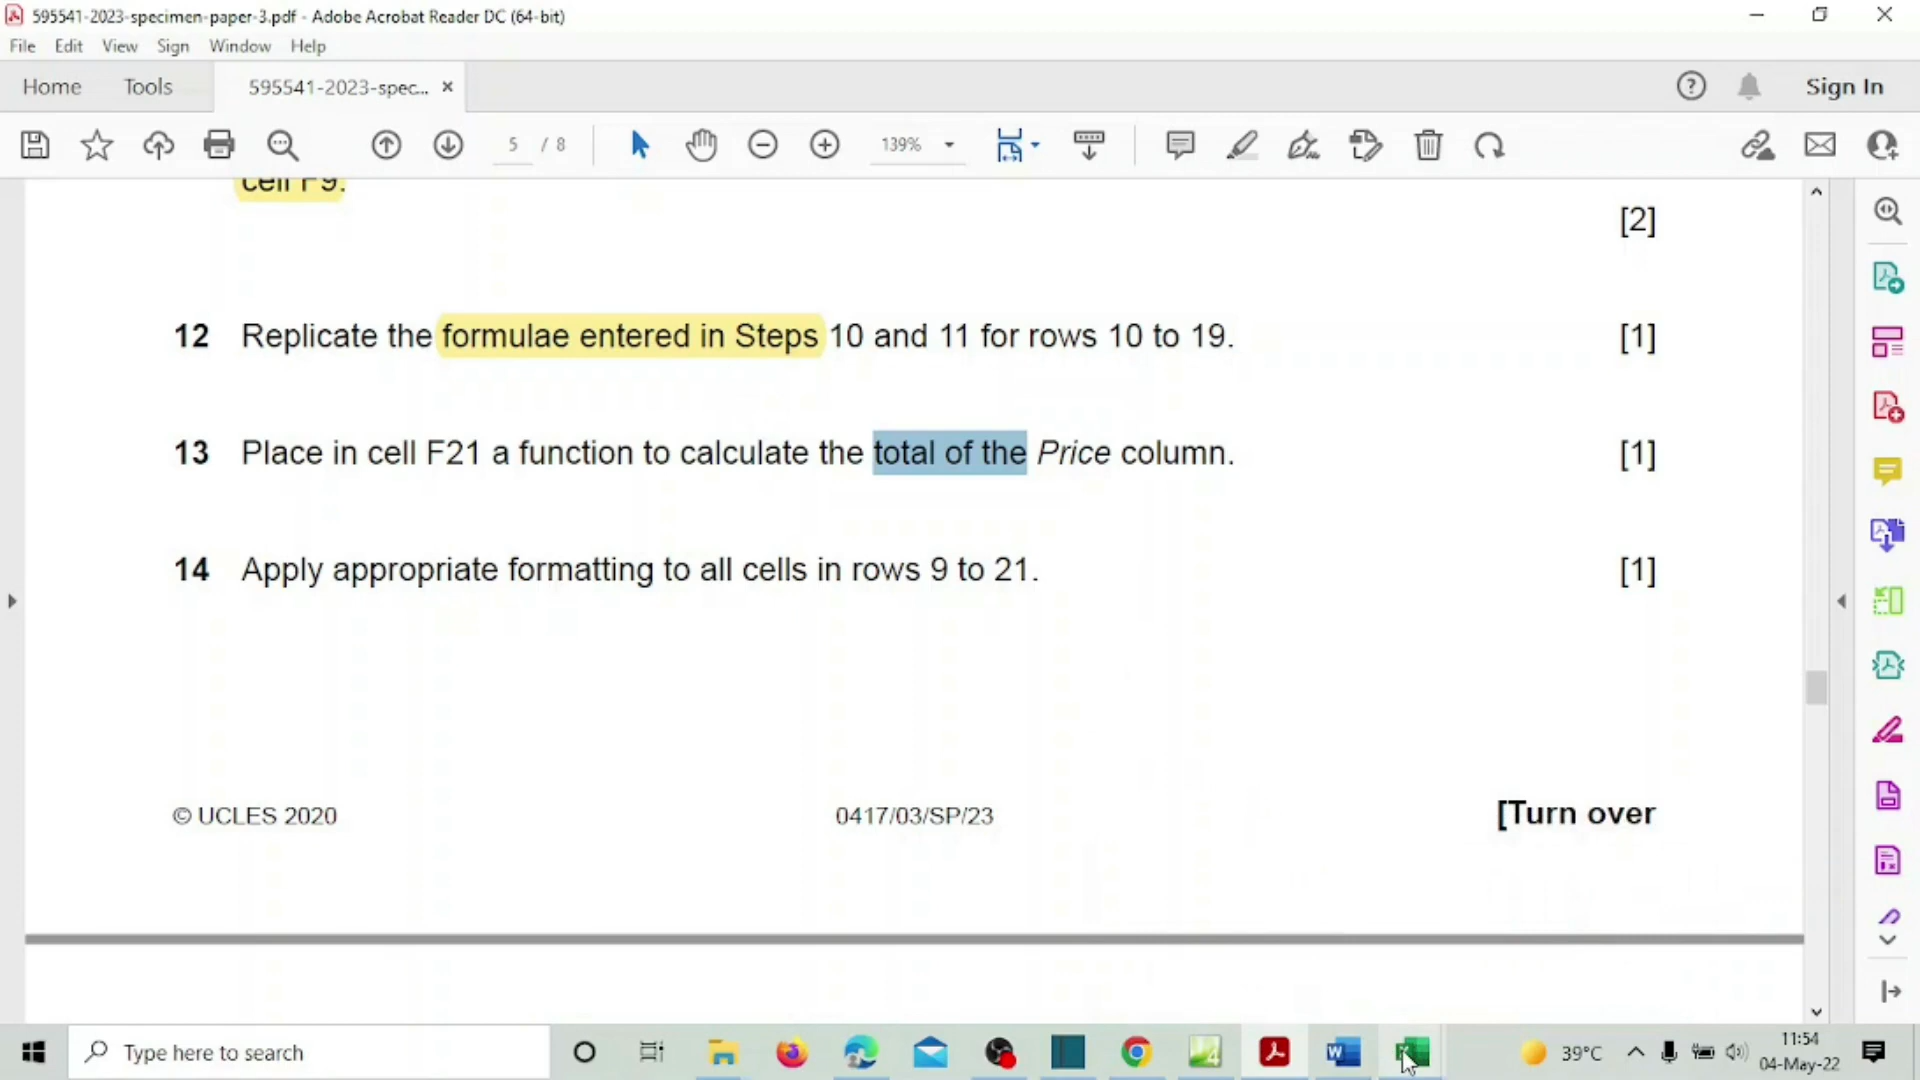 595541-2023-specimen-paper-3.pdf - Adobe Acrobat Reader DC (64-bit)
File Edit View Sign Window Help
Home Tools 595541-2023-spec... ×
Sign In
5 / 8 139%
cell F9.
[2]
12 Replicate the formulae entered in Steps 10 and 11 for rows 10 to 19. [1]
13 Place in cell F21 a function to calculate the total of the Price column. [1]
14 Apply appropriate formatting to all cells in rows 9 to 21. [1]
© UCLES 2020 0417/03/SP/23 [Turn over
Type here to search
39°C
11:54
04-May-22